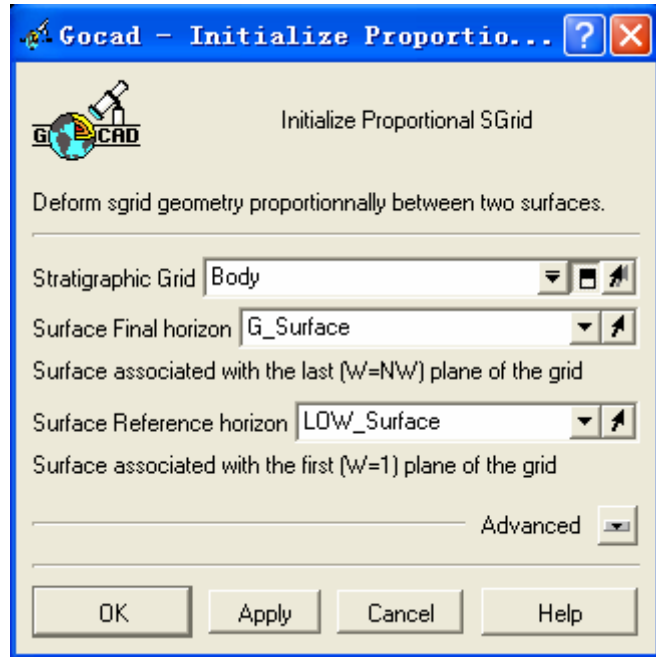 Gocad - Initialize Proportio...
GOCAD
Initialize Proportional SGrid
Deform sgrid geometry proportionnally between two surfaces.
Stratigraphic Grid Body
Surface Final horizon G_Surface
Surface associated with the last (W=NW) plane of the grid
Surface Reference horizon LOW_Surface
Surface associated with the first (W=1) plane of the grid
Advanced
OK Apply Cancel Help